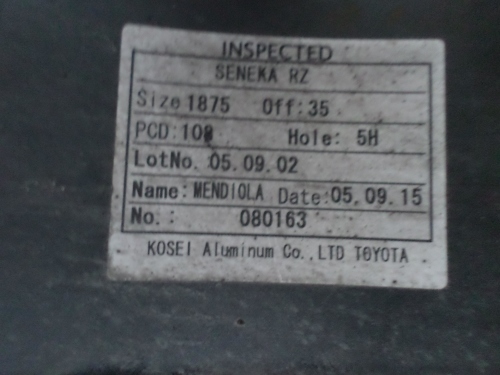 INSPECTED
SENEKA RZ
Size 1875 Off:35
PCD:108 Hole: 5H
LotNo. 05.09.02
Name: MENDIOLA Date:05.09.15
No.: 080163
KOSEI Aluminum Co.,LTD TOYOTA